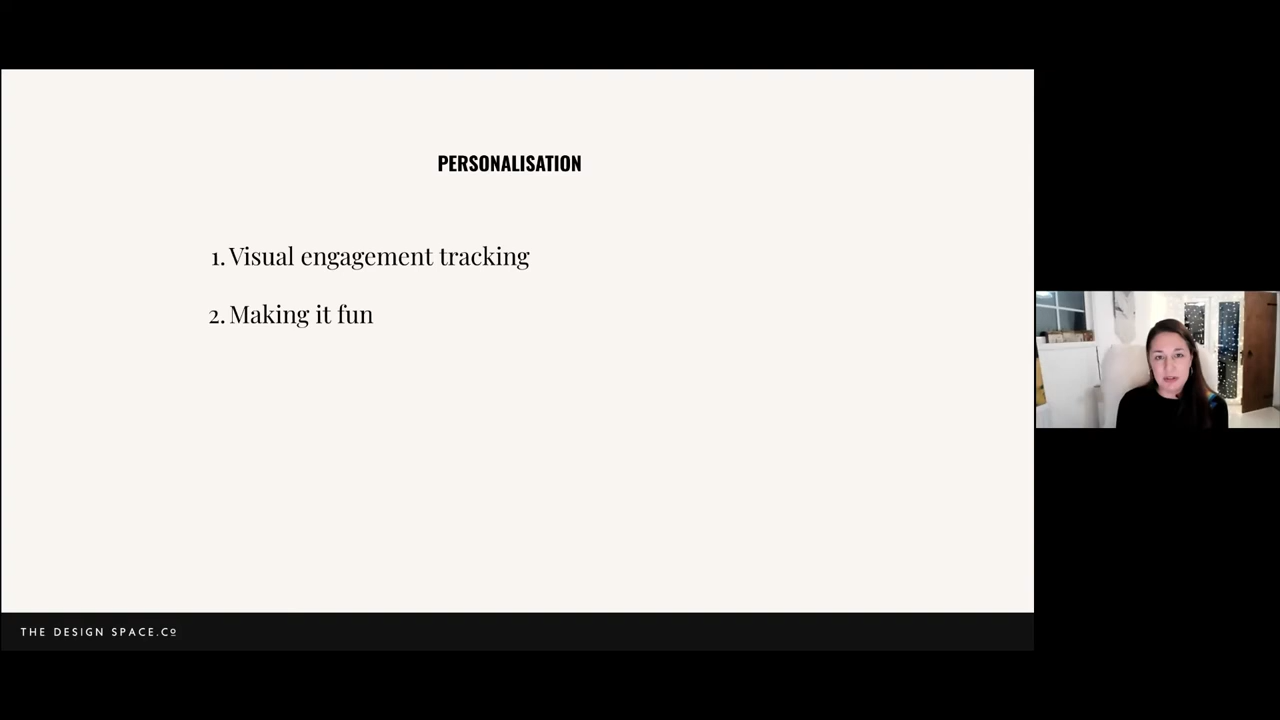 PERSONALISATION
1. Visual engagement tracking
2. Making it fun
THE DESIGN SPACE.Cº